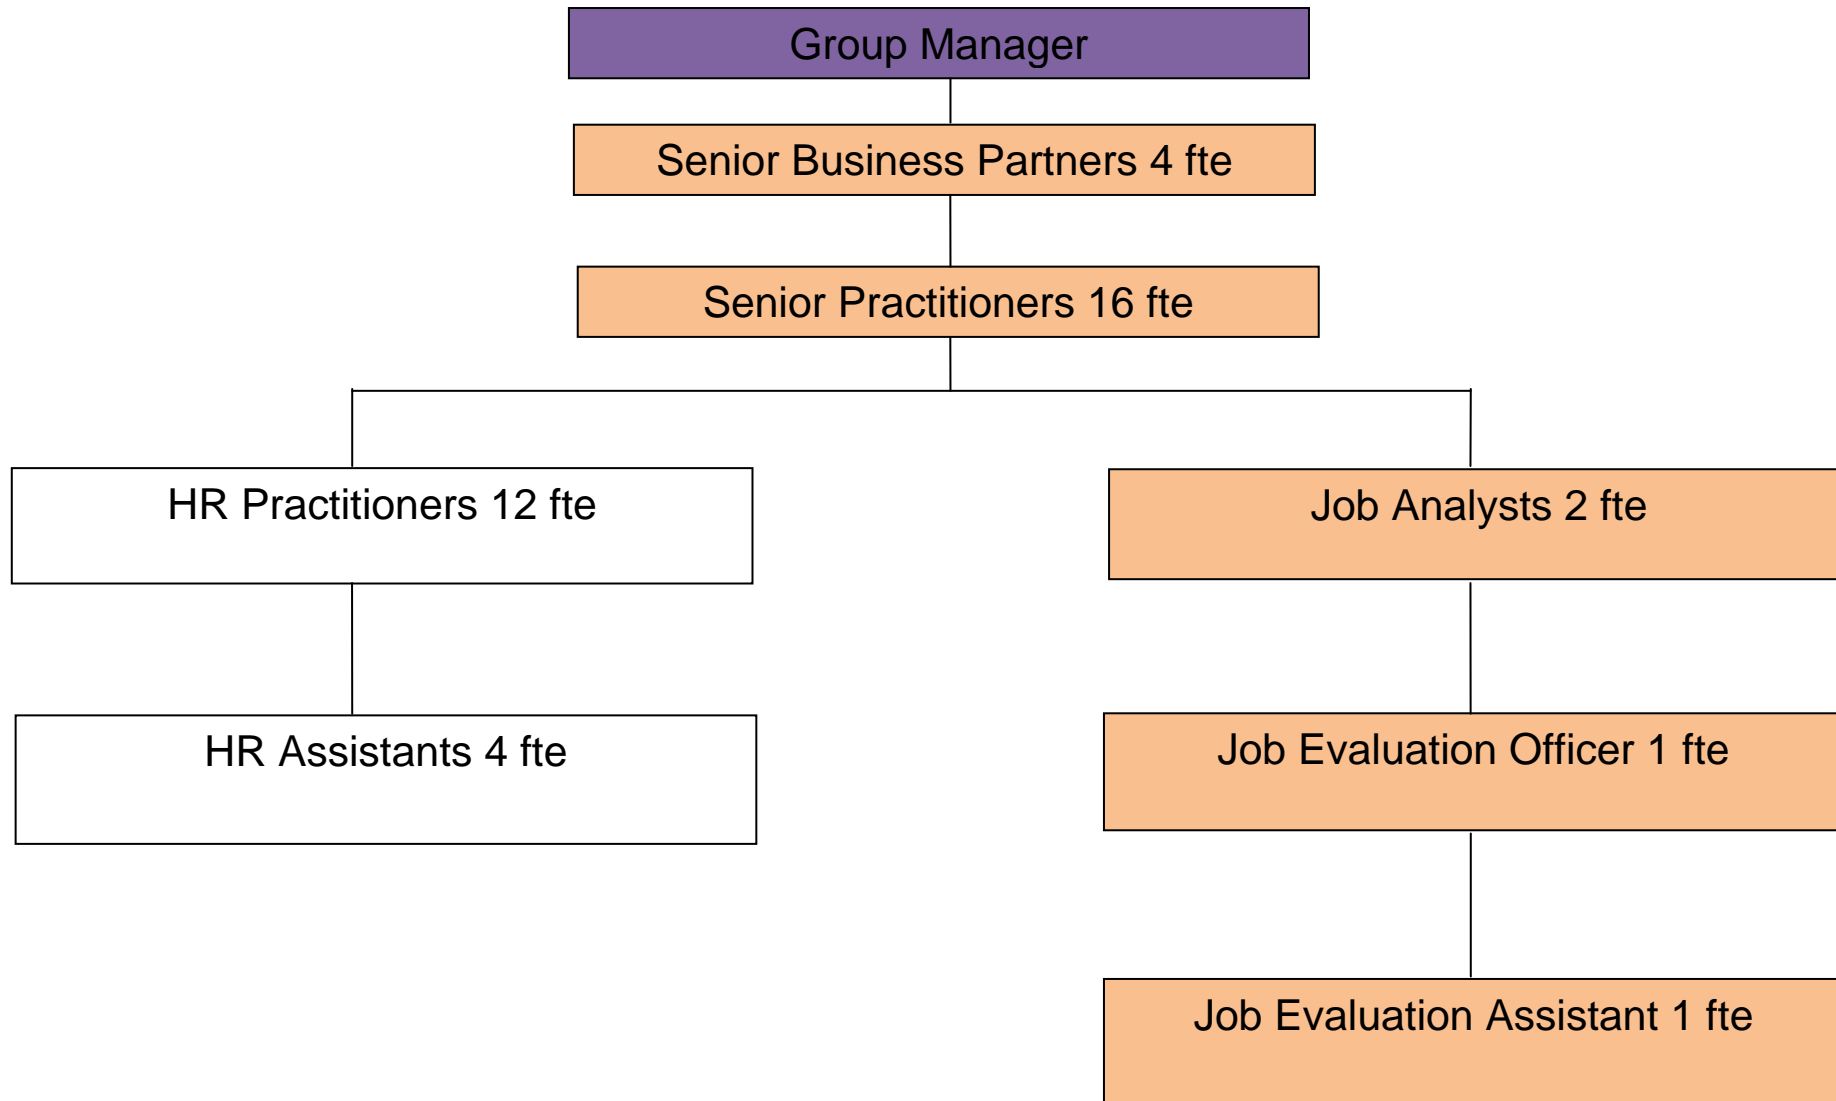 Group Manager
Senior Business Partners 4 fte
Senior Practitioners 16 fte
HR Practitioners 12 fte
Job Analysts 2 fte
HR Assistants 4 fte
Job Evaluation Officer 1 fte
Job Evaluation Assistant 1 fte